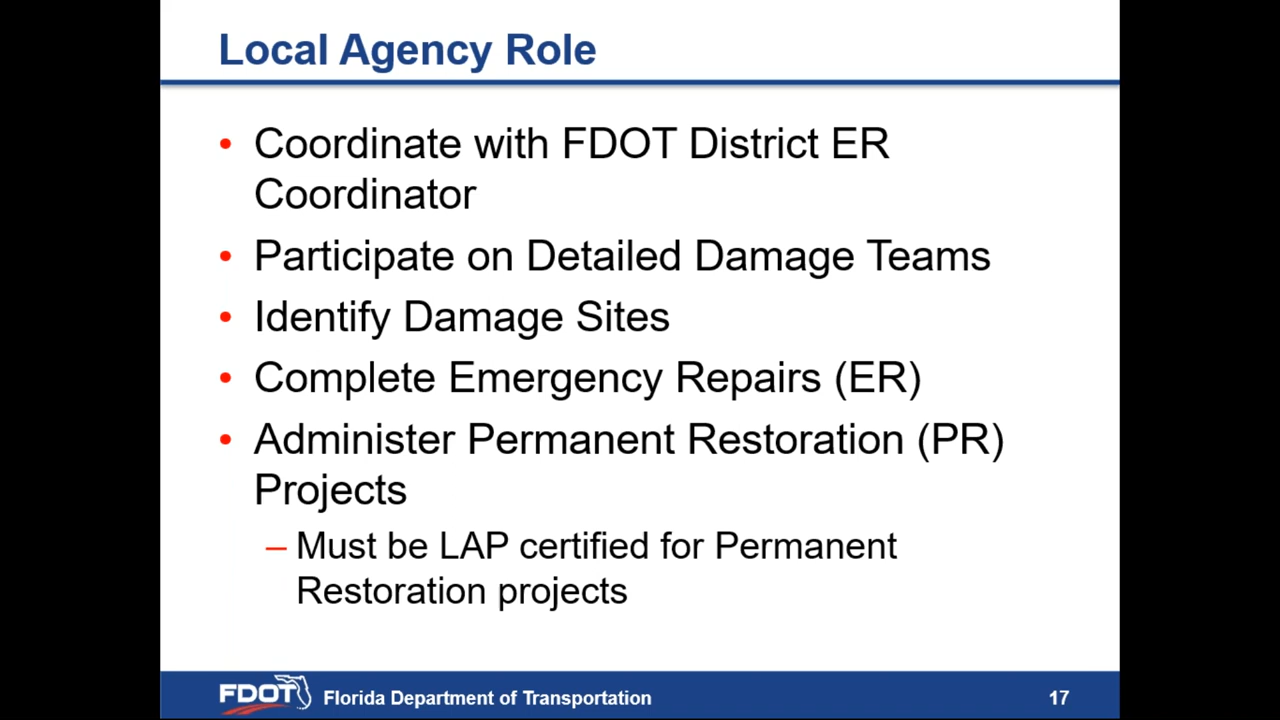 Local Agency Role
• Coordinate with FDOT District ER
Coordinator
• Participate on Detailed Damage Teams
• Identify Damage Sites
• Complete Emergency Repairs (ER)
• Administer Permanent Restoration (PR)
Projects
– Must be LAP certified for Permanent
Restoration projects
FDOT Florida Department of Transportation 17